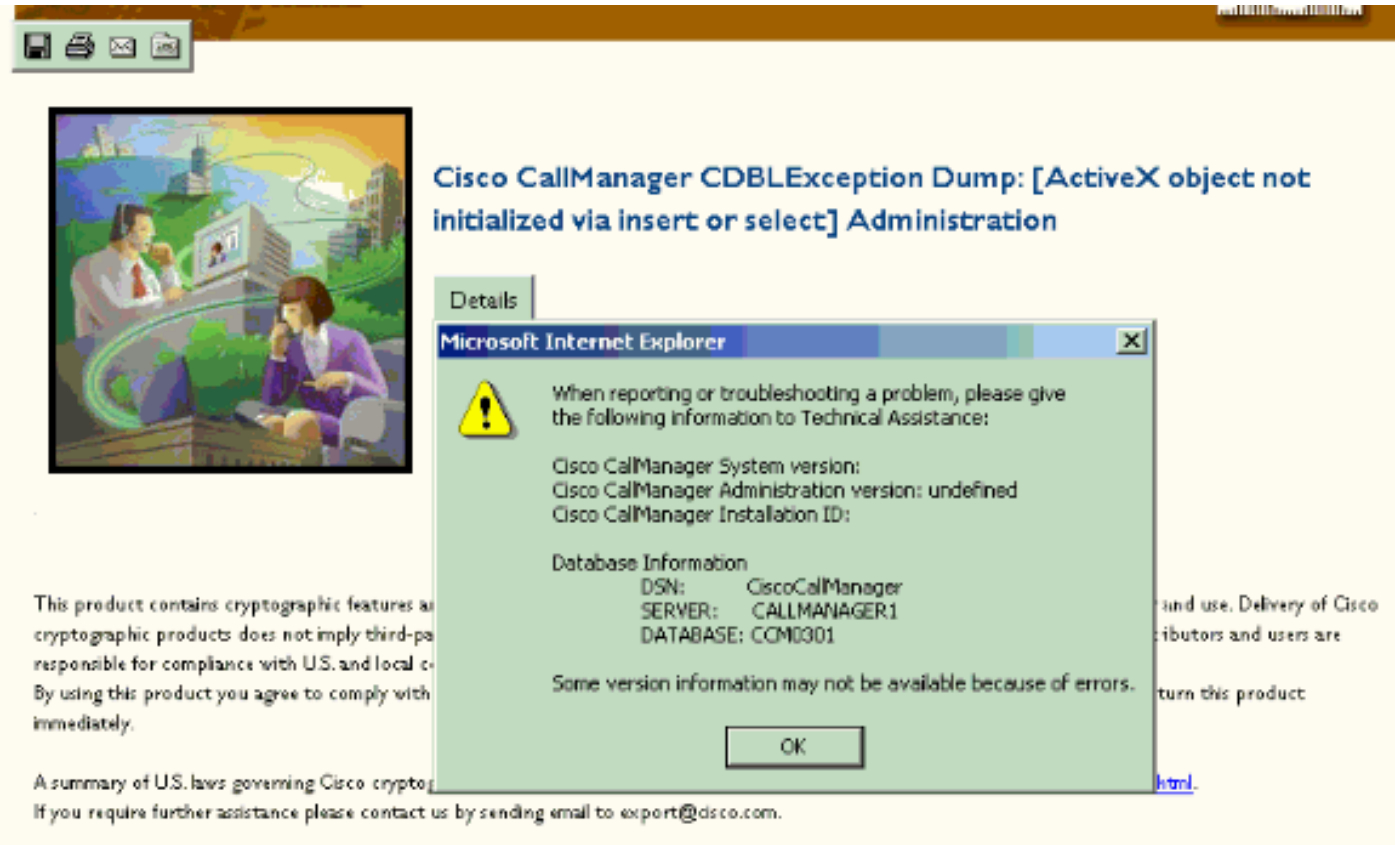 Cisco CallManager CDBLException Dump: [ActiveX object not
initialized via insert or select] Administration
Details
Microsoft Internet Explorer
When reporting or troubleshooting a problem, please give
the following information to Technical Assistance:
Cisco CallManager System version:
Cisco CallManager Administration version: undefined
Cisco CallManager Installation ID:
Database Information
DSN: CiscoCallManager
SERVER: CALLMANAGER1
DATABASE: CCM0301
Some version information may not be available because of errors.
OK
This product contains cryptographic features and use. Delivery of Cisco
cryptographic products does not imply third-pa ributors and users are
responsible for compliance with U.S. and local c
By using this product you agree to comply with turn this product
immediately.
A summary of U.S. laws governing Cisco cryptog html.
If you require further assistance please contact us by sending email to export@cisco.com.